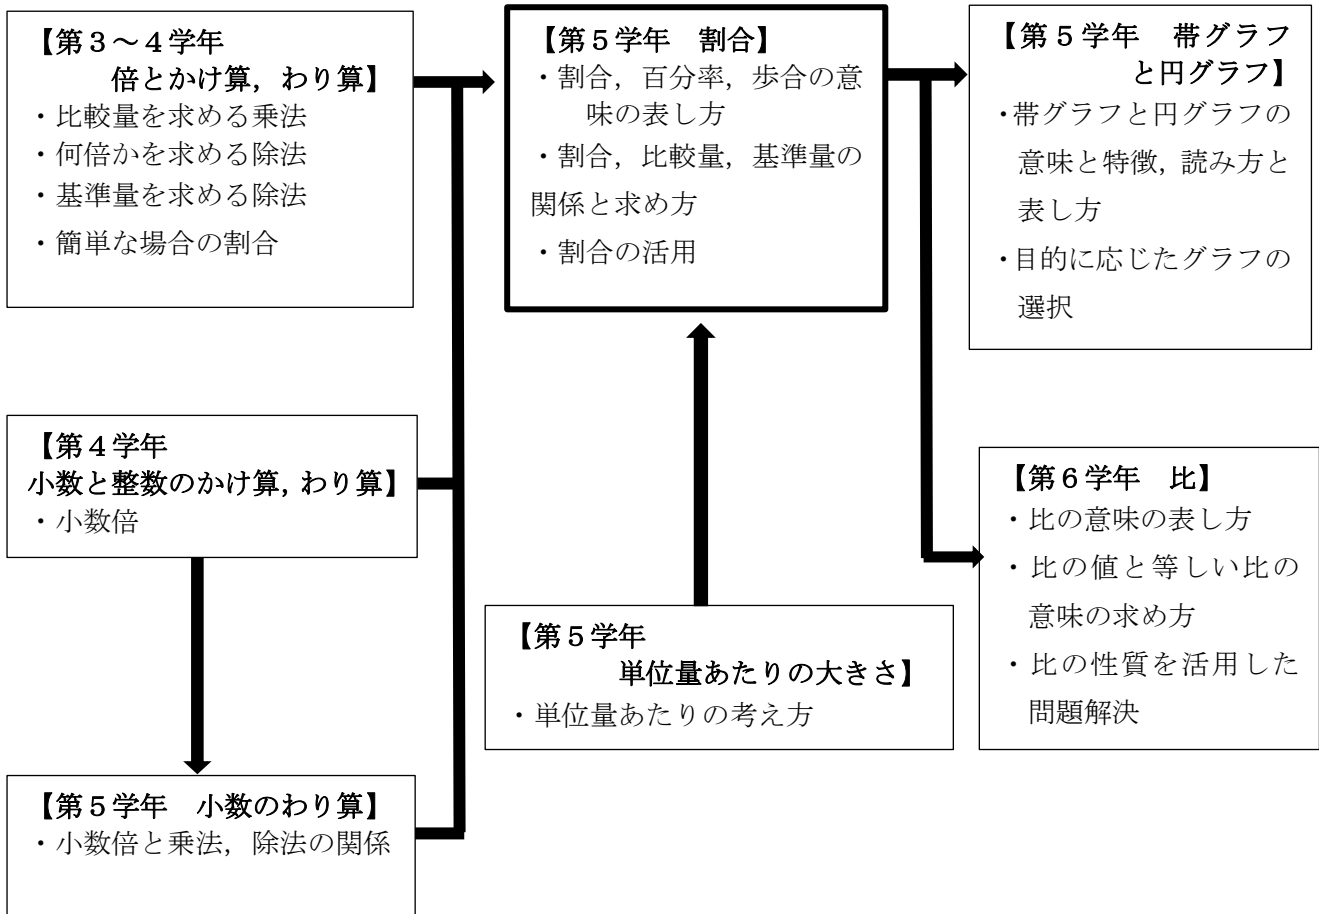 【第３～４学年
倍とかけ算，わり算】
・比較量を求める乗法
・何倍かを求める除法
・基準量を求める除法
・簡単な場合の割合
【第４学年
小数と整数のかけ算，わり算】
・小数倍
【第５学年　小数のわり算】
・小数倍と乗法，除法の関係
【第５学年　割合】
・割合，百分率，歩合の意
味の表し方
・割合，比較量，基準量の
関係と求め方
・割合の活用
【第５学年
単位量あたりの大きさ】
・単位量あたりの考え方
【第５学年　帯グラフ
と円グラフ】
・帯グラフと円グラフの
意味と特徴，読み方と
表し方
・目的に応じたグラフの
選択
【第６学年　比】
・比の意味の表し方
・比の値と等しい比の
意味の求め方
・比の性質を活用した
問題解決